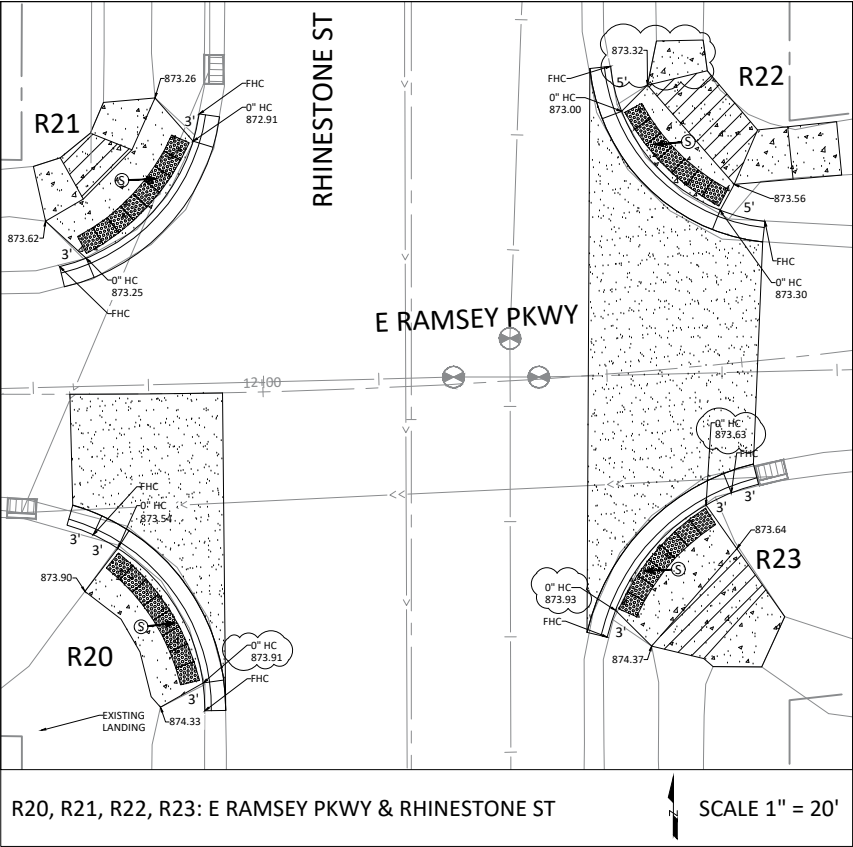 RHINESTONE ST
873.26
FHC
0" HC
872.91
3'
R21
S
873.62
3'
0" HC
873.25
FHC
873.32
R22
FHC
5'
0" HC
873.00
S
873.56
5'
FHC
0" HC
873.30
E RAMSEY PKWY
12+00
FHC
0" HC
873.54
3'
3'
873.90
S
R20
0" HC
873.91
FHC
3'
874.33
EXISTING
LANDING
0" HC
873.63
FHC
3'
3'
873.64
R23
S
0" HC
873.93
FHC
3'
874.37
R20, R21, R22, R23: E RAMSEY PKWY & RHINESTONE ST
N
SCALE 1" = 20'